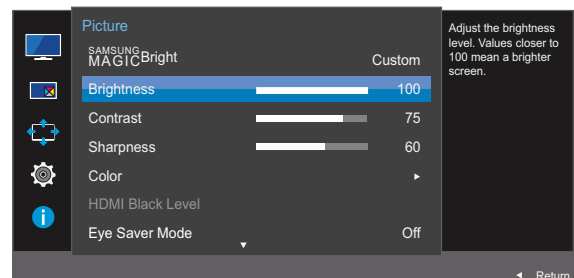 Picture
SAMSUNG
MAGICBright Custom
Brightness 100
Contrast 75
Sharpness 60
Color
HDMI Black Level
Eye Saver Mode Off
Adjust the brightness
level. Values closer to
100 mean a brighter
screen.
Return